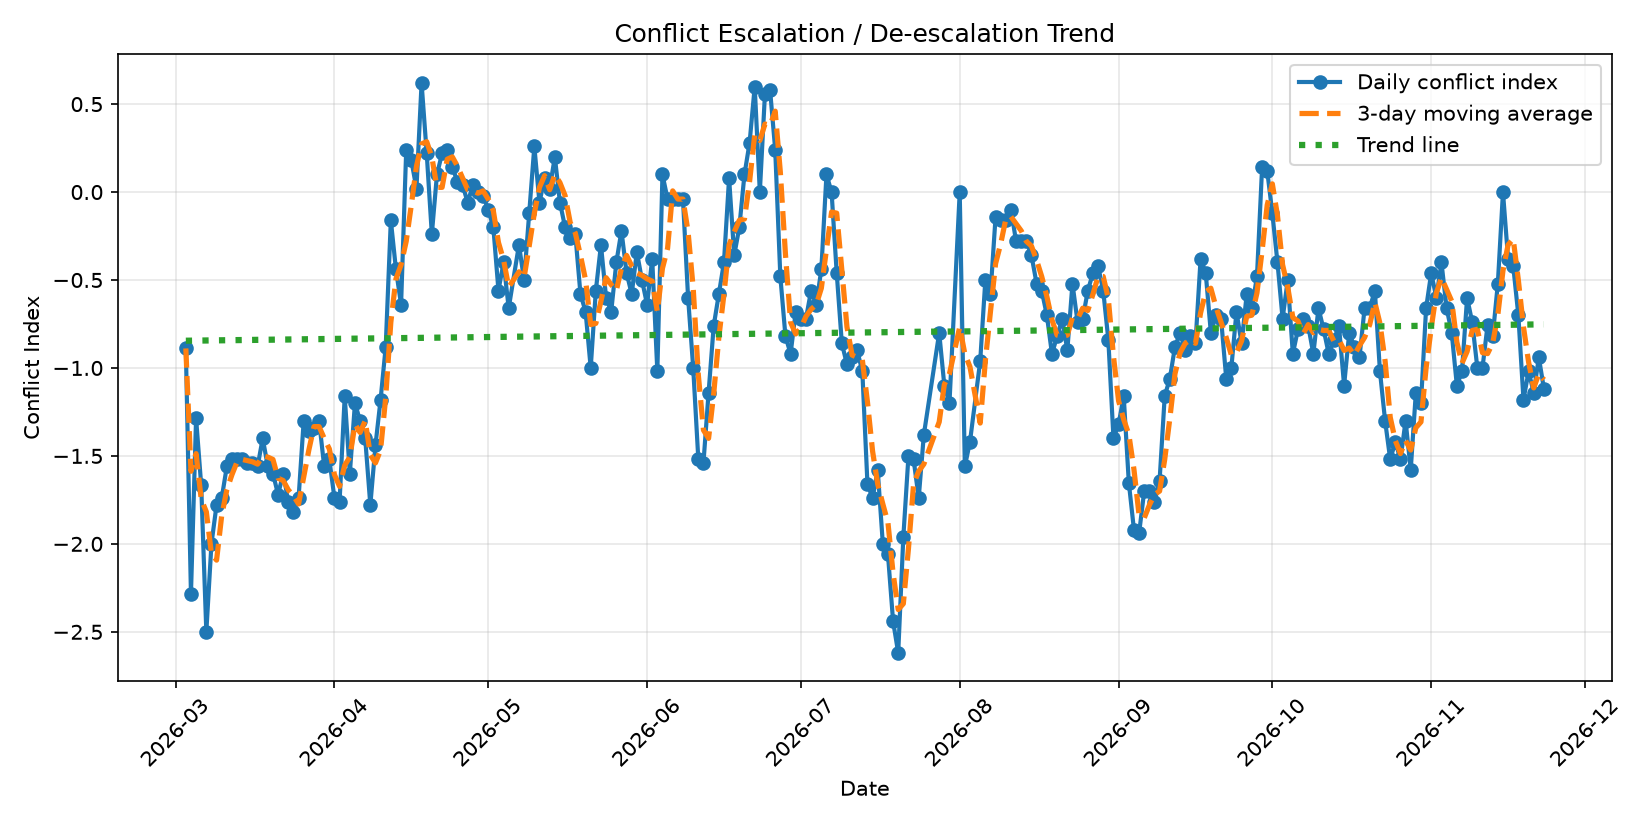 Conflict Escalation / De-escalation Trend
Daily conflict index
3-day moving average
Trend line
Conflict Index
0.5
0.0
−0.5
−1.0
−1.5
−2.0
−2.5
2026-03
2026-04
2026-05
2026-06
2026-07
2026-08
2026-09
2026-10
2026-11
2026-12
Date